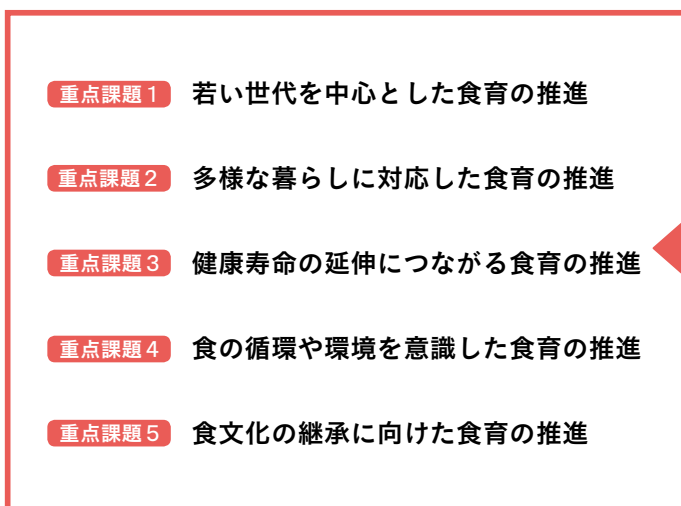 重点課題1 若い世代を中心とした食育の推進
重点課題2 多様な暮らしに対応した食育の推進
重点課題3 健康寿命の延伸につながる食育の推進
重点課題4 食の循環や環境を意識した食育の推進
重点課題5 食文化の継承に向けた食育の推進